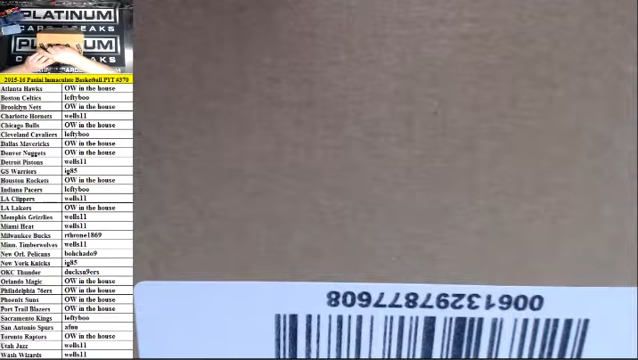 PLATINUM
2015-16 Panini Immaculate Basketball PYT #370
Atlanta Hawks OW in the house
Boston Celtics leftyboo
Brooklyn Nets OW in the house
Charlotte Hornets wells11
Chicago Bulls OW in the house
Cleveland Cavaliers leftyboo
Dallas Mavericks OW in the house
Denver Nuggets OW in the house
Detroit Pistons wells11
GS Warriors ig85
Houston Rockets OW in the house
Indiana Pacers leftyboo
LA Clippers wells11
LA Lakers OW in the house
Memphis Grizzlies wells11
Miami Heat wells11
Milwaukee Bucks rthrone1869
Minn. Timberwolves wells11
New Orl. Pelicans
New York Knicks ig85
OKC Thunder ducksn9ers
Orlando Magic OW in the house
Philadelphia 76ers OW in the house
Phoenix Suns OW in the house
Port Trail Blazers OW in the house
Sacramento Kings leftyboo
San Antonio Spurs
Toronto Raptors OW in the house
Utah Jazz wells11
Wash Wizards wells11
00613297877608